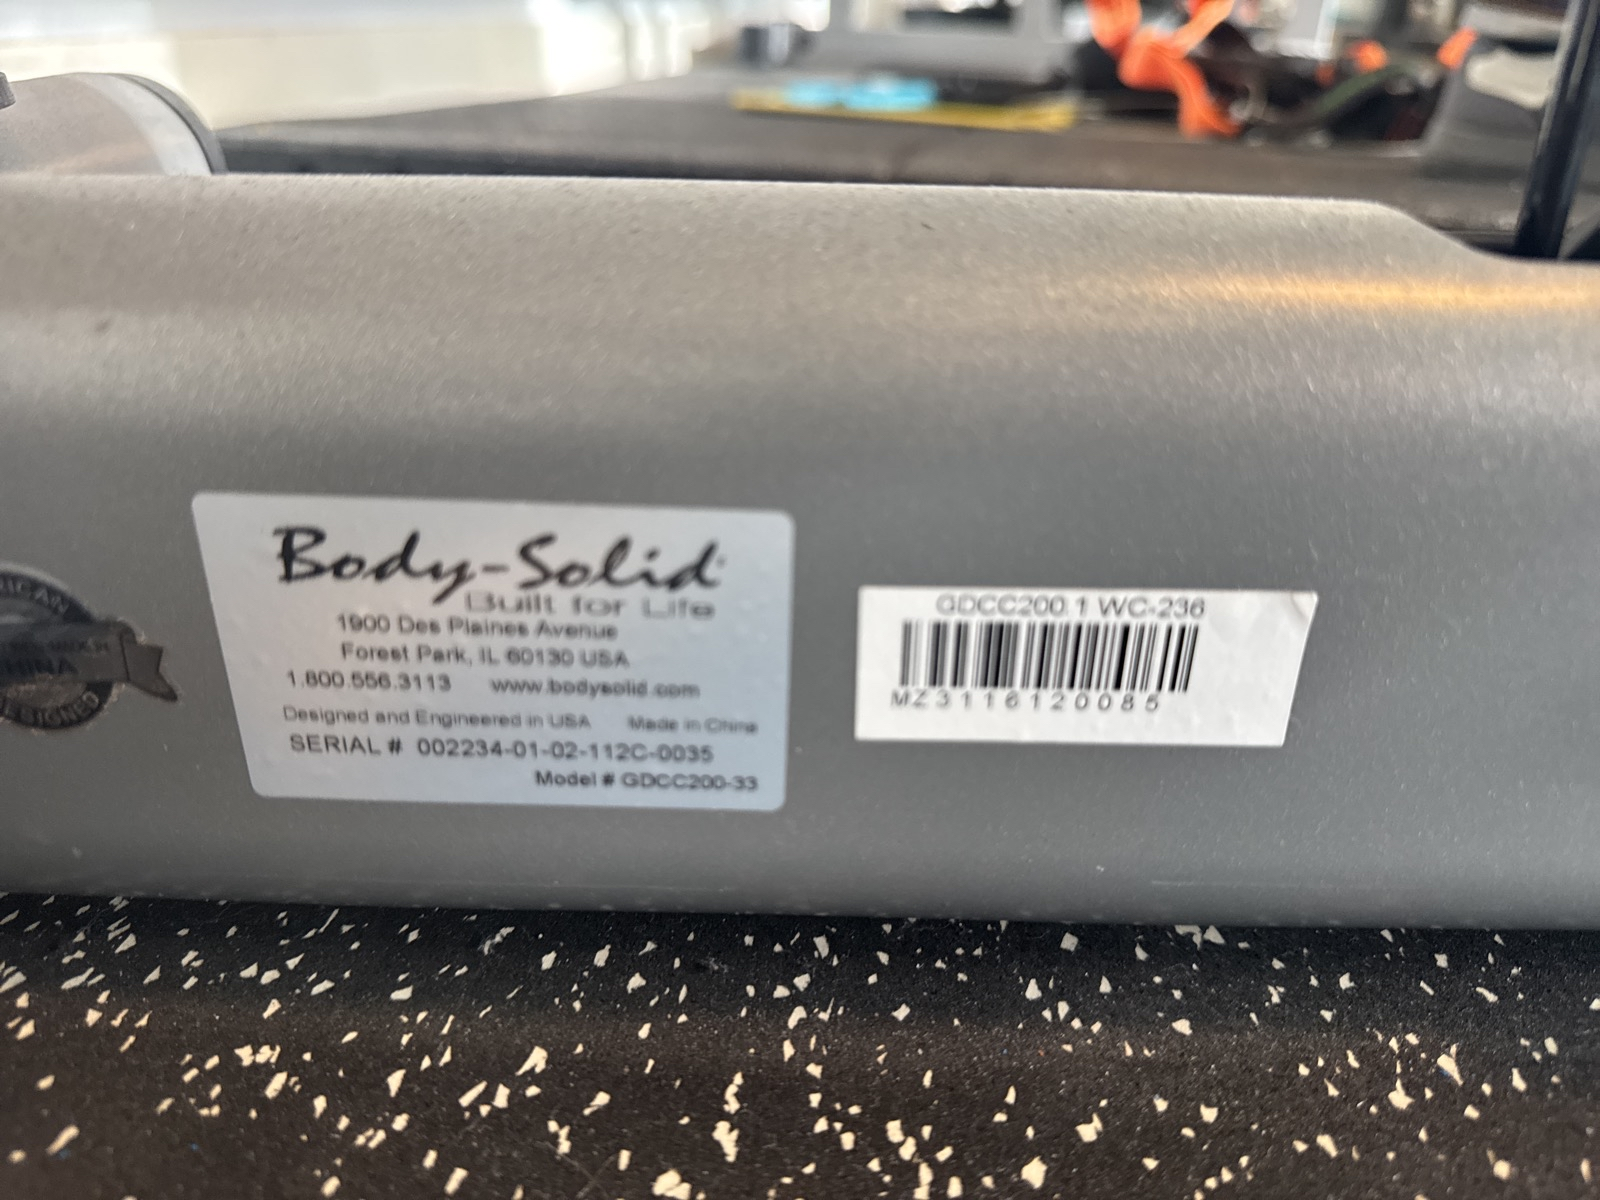 Body-Solid
Built for Life
1900 Des Plaines Avenue
Forest Park, IL 60130 USA
1.800.556.3113 www.bodysolid.com
Designed and Engineered in USA Made in China
SERIAL # 002234-01-02-112C-0035
Model # GDCC200-33
GDCC200.1 WC-236
MZ3116120085
CHINA